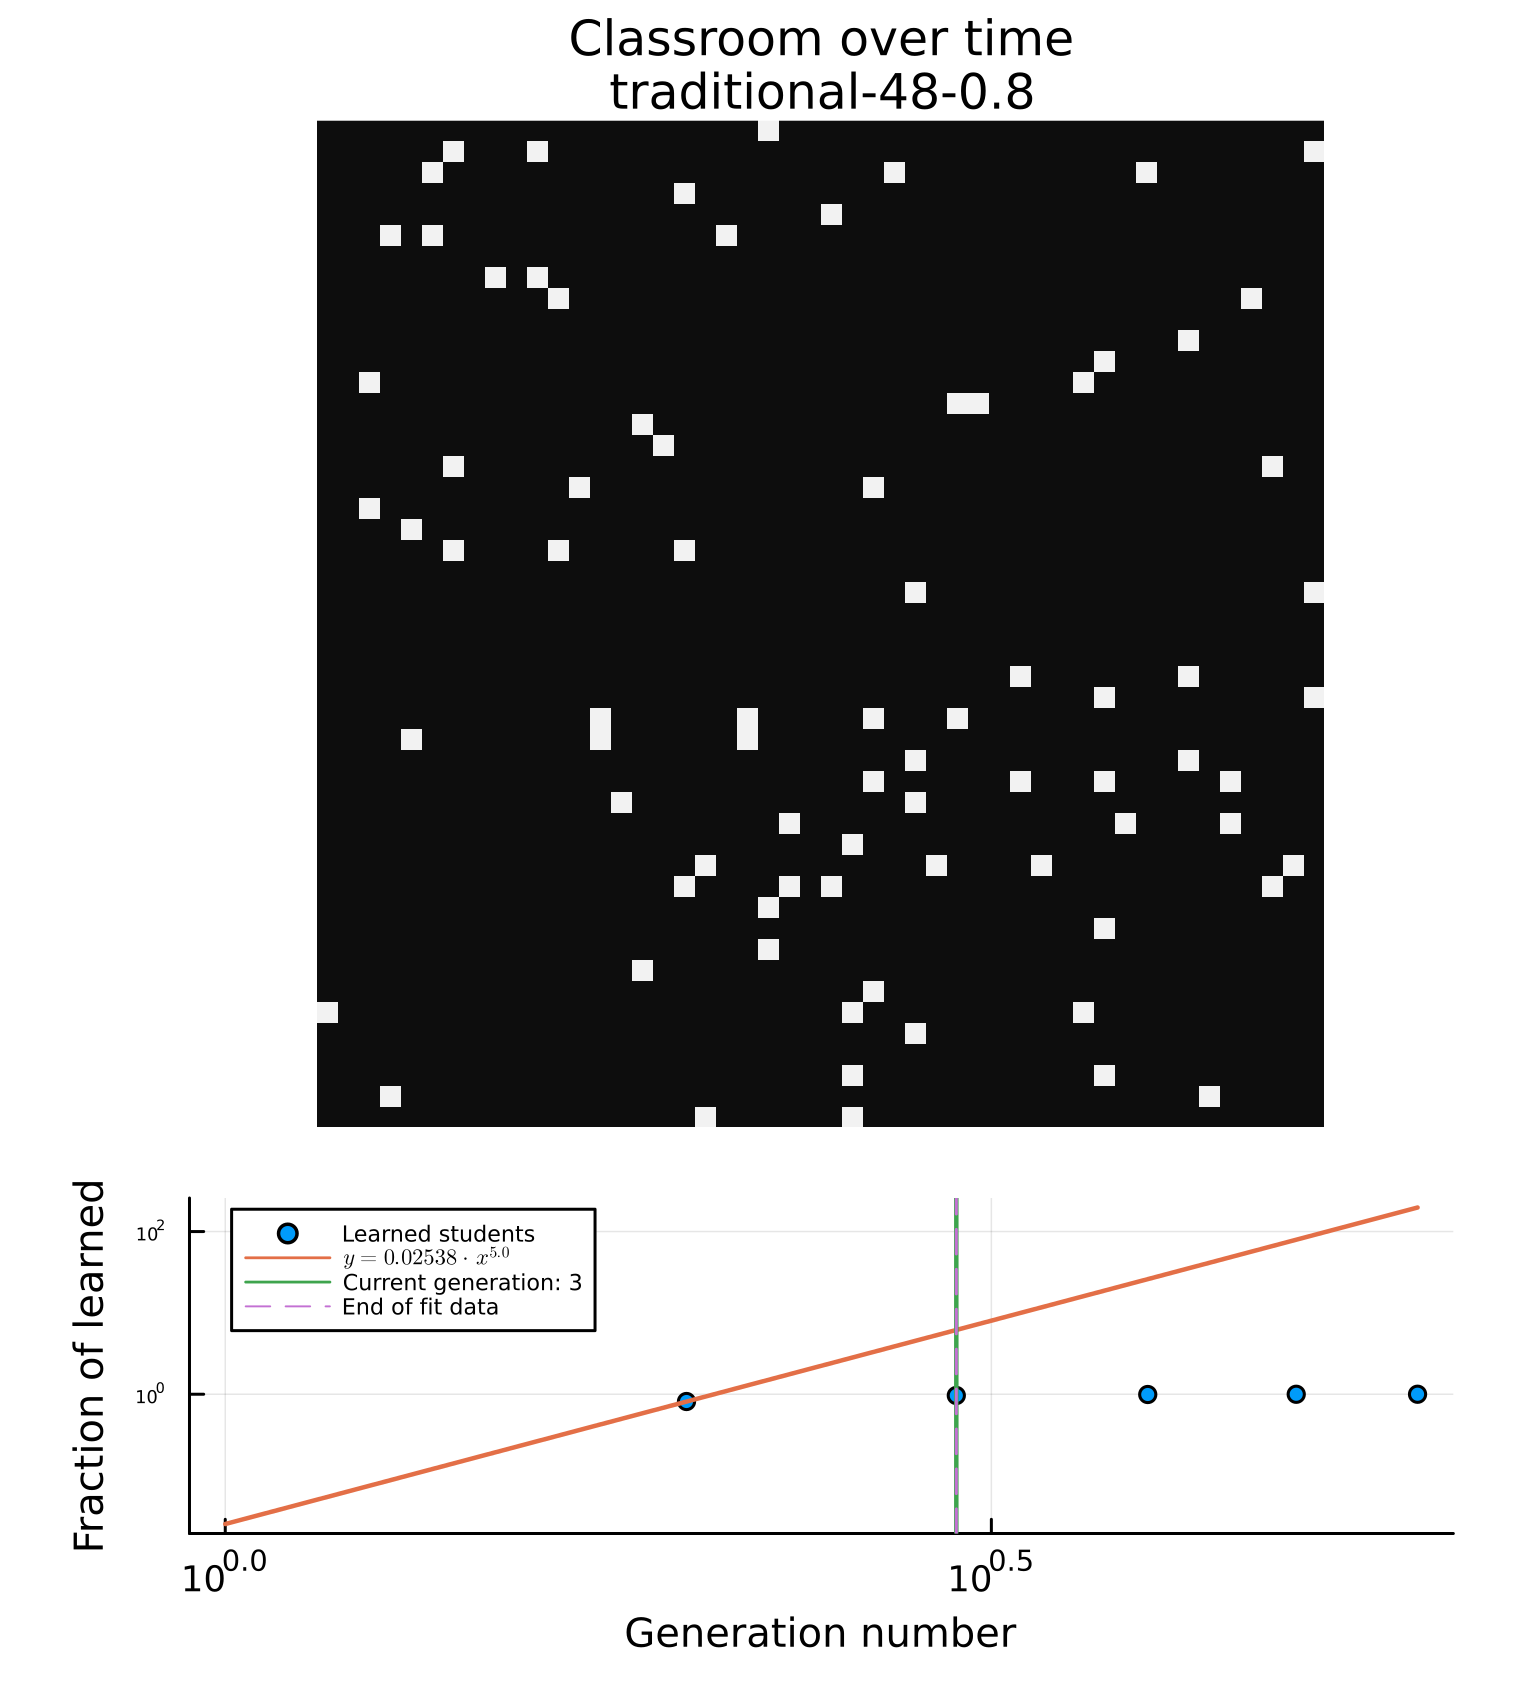 Classroom over time
traditional-48-0.8
Fraction of learned
10^2
10^0
Learned students
y = 0.02538 · x^5.0
Current generation: 3
End of fit data
10^0.0
10^0.5
Generation number